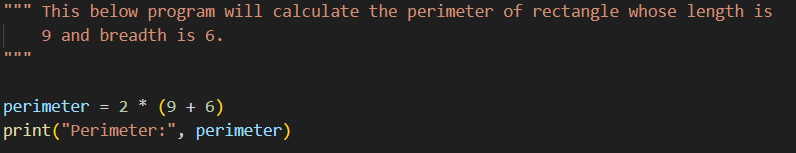 """ This below program will calculate the perimeter of rectangle whose length is
9 and breadth is 6.
"""
perimeter = 2 * (9 + 6)
print("Perimeter:", perimeter)